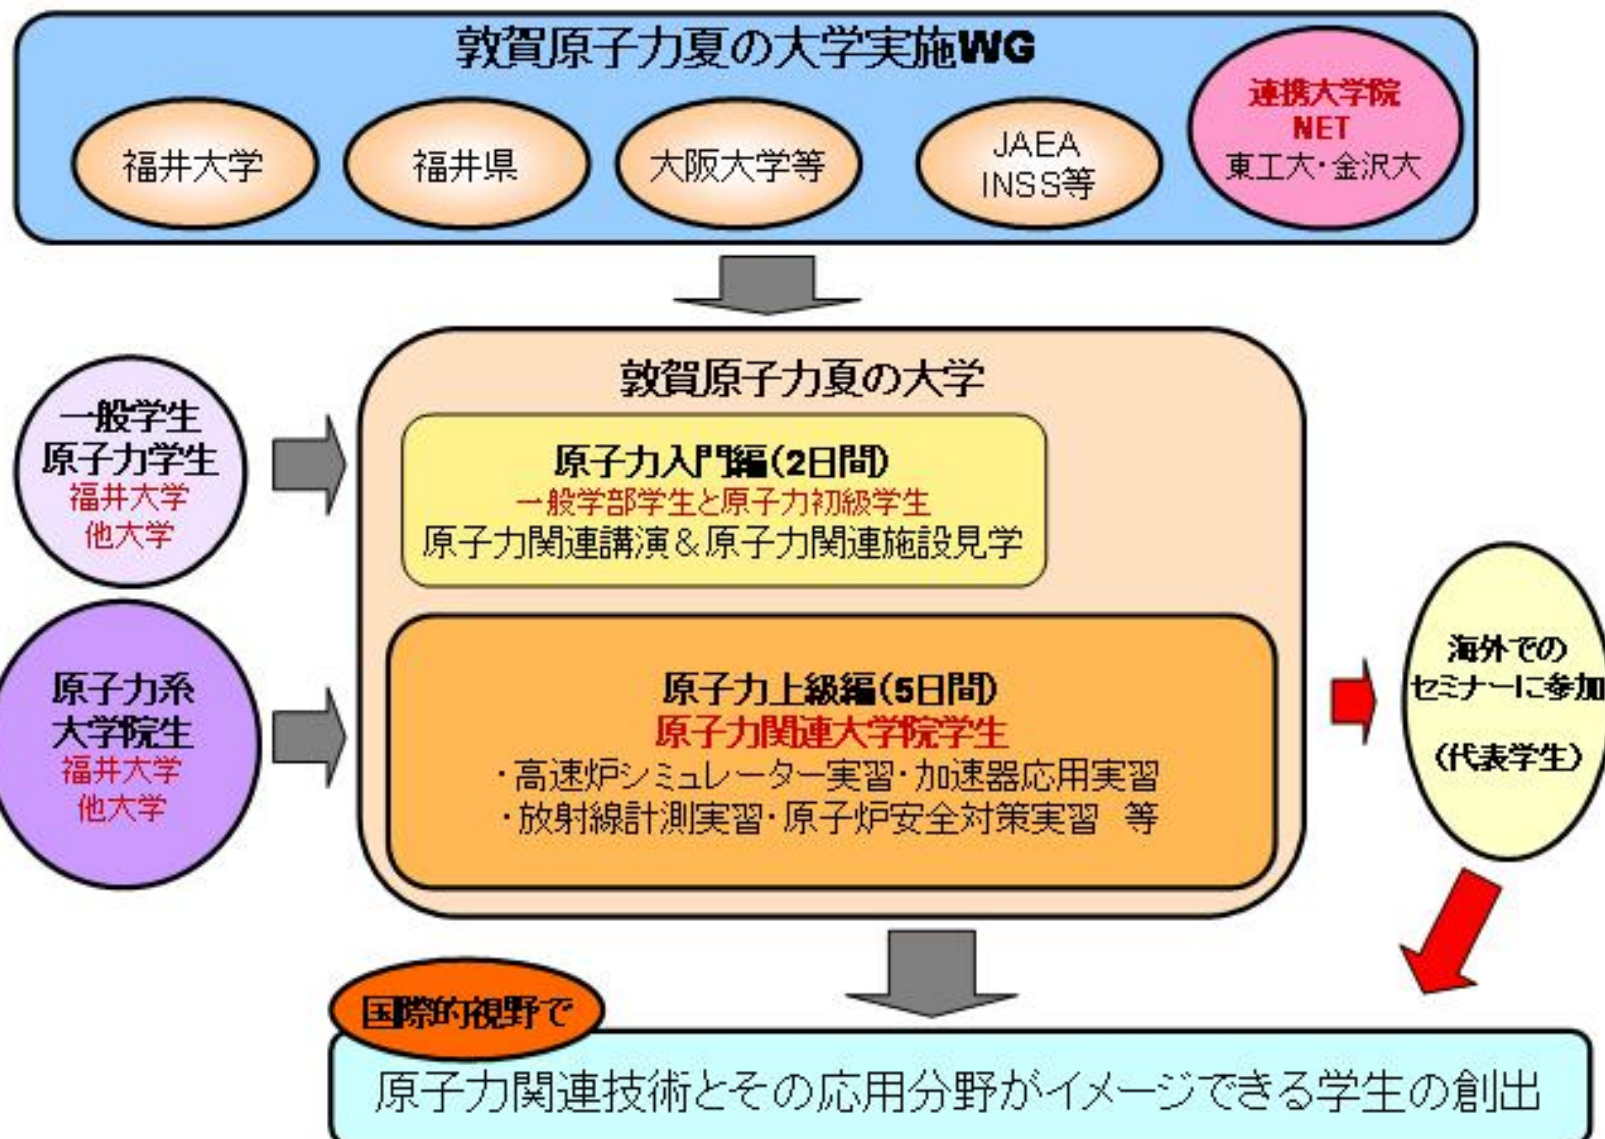 敦賀原子力夏の大学実施WG
福井大学
福井県
大阪大学等
JAEA
INSS等
連携大学院
NET
東工大・金沢大
敦賀原子力夏の大学
一般学生
原子力学生
福井大学
他大学
原子力入門編(2日間)
一般学部学生と原子力初級学生
原子力関連講演&原子力関連施設見学
原子力系
大学院生
福井大学
他大学
原子力上級編(5日間)
原子力関連大学院学生
・高速炉シミュレーター実習・加速器応用実習
・放射線計測実習・原子炉安全対策実習 等
海外での
セミナーに参加
(代表学生)
国際的視野で
原子力関連技術とその応用分野がイメージできる学生の創出